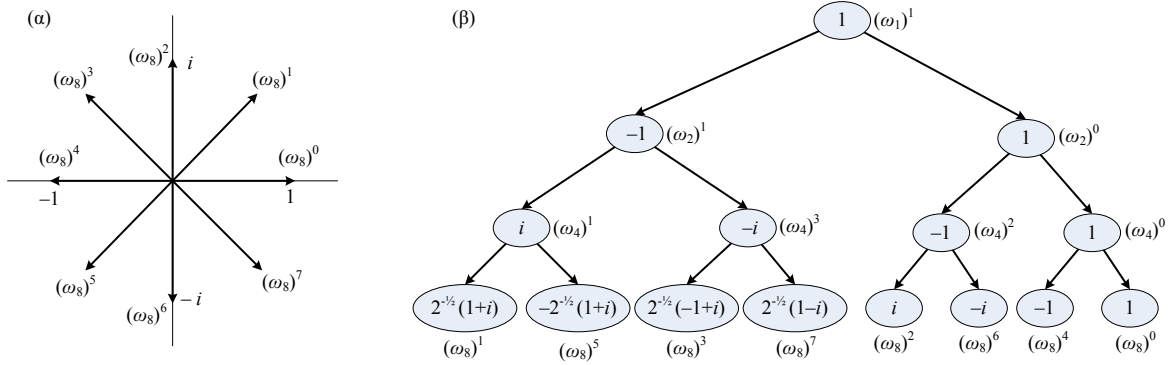 (α)
(ω₈)²
i
(ω₈)³
(ω₈)¹
(ω₈)⁴
(ω₈)⁰
−1
1
(ω₈)⁵
(ω₈)⁷
(ω₈)⁶
−i
(β)
1 (ω₁)¹
−1 (ω₂)¹
1 (ω₂)⁰
i (ω₄)¹
−i (ω₄)³
−1 (ω₄)²
1 (ω₄)⁰
2^-½ (1+i)
−2^-½ (1+i)
2^-½ (−1+i)
2^-½ (1−i)
i
−i
−1
1
(ω₈)¹
(ω₈)⁵
(ω₈)³
(ω₈)⁷
(ω₈)²
(ω₈)⁶
(ω₈)⁴
(ω₈)⁰